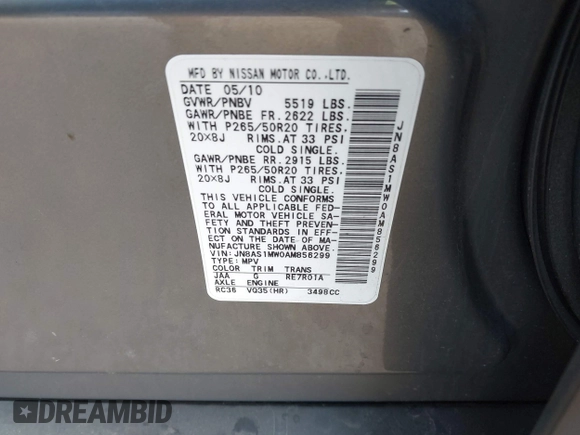 MFD BY NISSAN MOTOR CO.,LTD.
DATE 05/10
GVWR/PNBV 5519 LBS.
GAWR/PNBE FR.2622 LBS.
WITH P265/50R20 TIRES.
20X8J RIMS.AT 33 PSI
COLD SINGLE.
GAWR/PNBE RR.2915 LBS.
WITH P265/50R20 TIRES.
20X8J RIMS.AT 33 PSI
COLD SINGLE.
THIS VEHICLE CONFORMS
TO ALL APPLICABLE FED-
ERAL MOTOR VEHICLE SA-
FETY AND THEFT PREVEN-
TION STANDARDS IN EFF-
ECT ON THE DATE OF MA-
NUFACTURE SHOWN ABOVE.
VIN: JN8AS1MW0AM856299
TYPE: MPV
COLOR TRIM TRANS
JAA G RE7R01A
AXLE ENGINE
RC36 VQ35(HR) 3498CC
JN8AS1MW0AM856299
DREAMBID